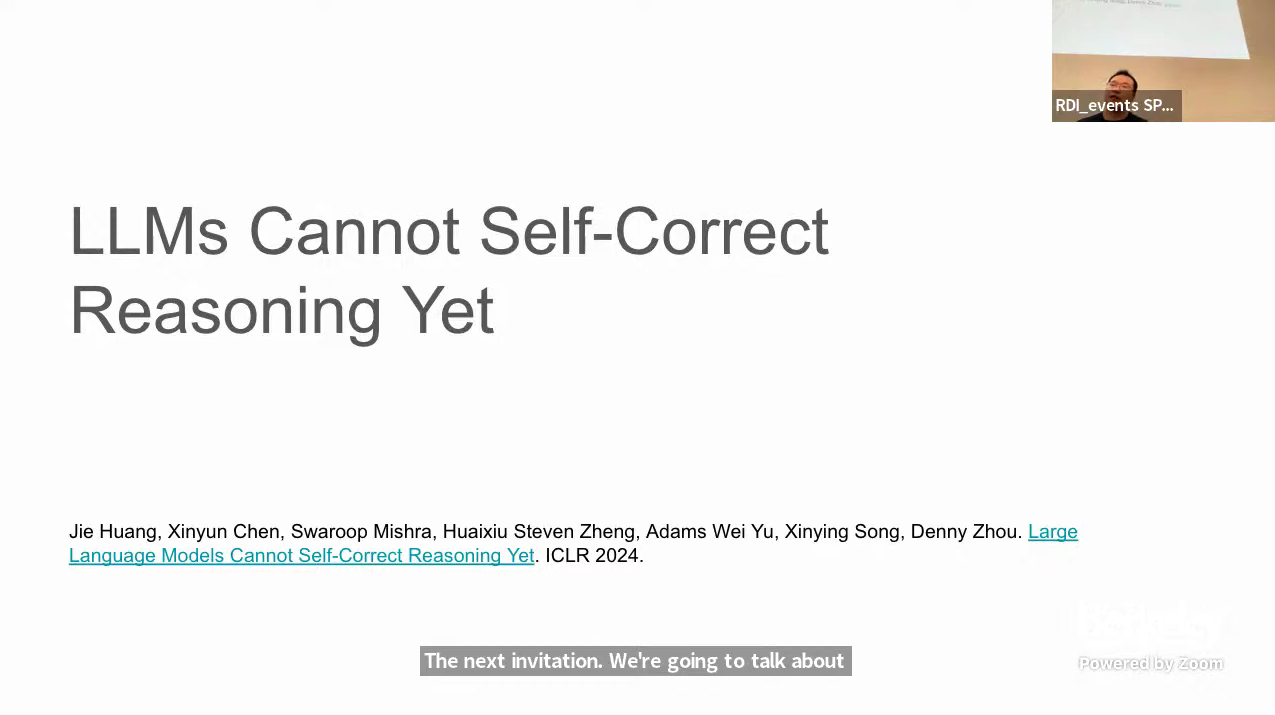 RDI_events SP...
LLMs Cannot Self-Correct
Reasoning Yet
Jie Huang, Xinyun Chen, Swaroop Mishra, Huaixiu Steven Zheng, Adams Wei Yu, Xinying Song, Denny Zhou. Large
Language Models Cannot Self-Correct Reasoning Yet. ICLR 2024.
The next invitation. We're going to talk about
Powered by Zoom